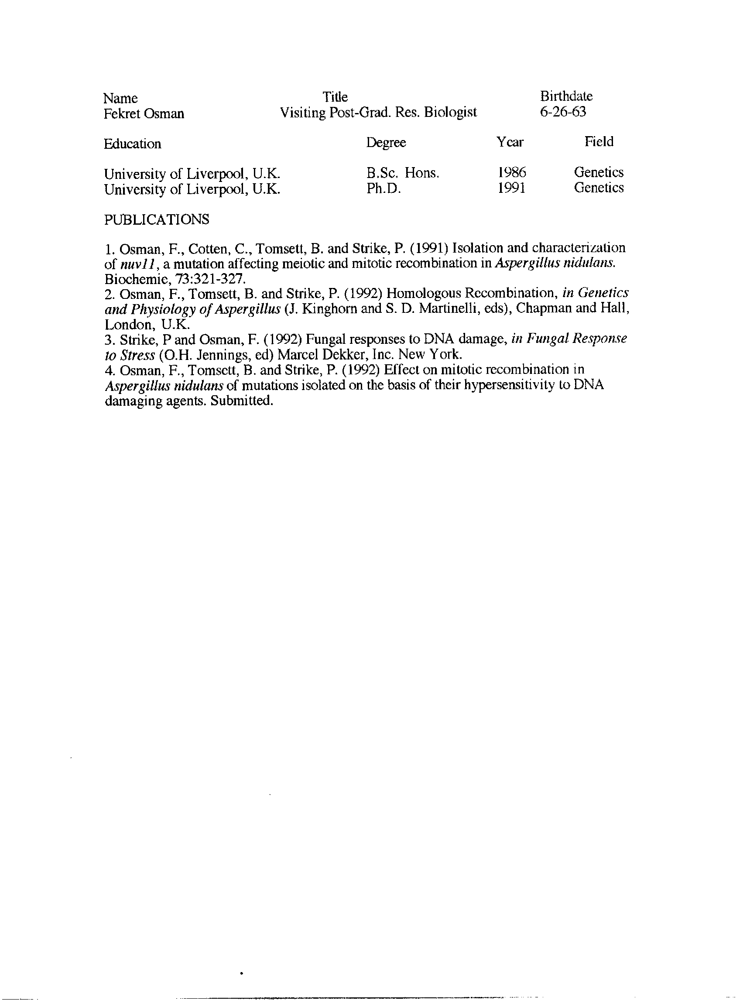 Name Title Birthdate
Fekret Osman Visiting Post-Grad. Res. Biologist 6-26-63
Education Degree Year Field
University of Liverpool, U.K. B.Sc. Hons. 1986 Genetics
University of Liverpool, U.K. Ph.D. 1991 Genetics
PUBLICATIONS
1. Osman, F., Cotten, C., Tomsett, B. and Strike, P. (1991) Isolation and characterization
of nuv11, a mutation affecting meiotic and mitotic recombination in Aspergillus nidulans.
Biochemie, 73:321-327.
2. Osman, F., Tomsett, B. and Strike, P. (1992) Homologous Recombination, in Genetics
and Physiology of Aspergillus (J. Kinghorn and S. D. Martinelli, eds), Chapman and Hall,
London, U.K.
3. Strike, P and Osman, F. (1992) Fungal responses to DNA damage, in Fungal Response
to Stress (O.H. Jennings, ed) Marcel Dekker, Inc. New York.
4. Osman, F., Tomsett, B. and Strike, P. (1992) Effect on mitotic recombination in
Aspergillus nidulans of mutations isolated on the basis of their hypersensitivity to DNA
damaging agents. Submitted.